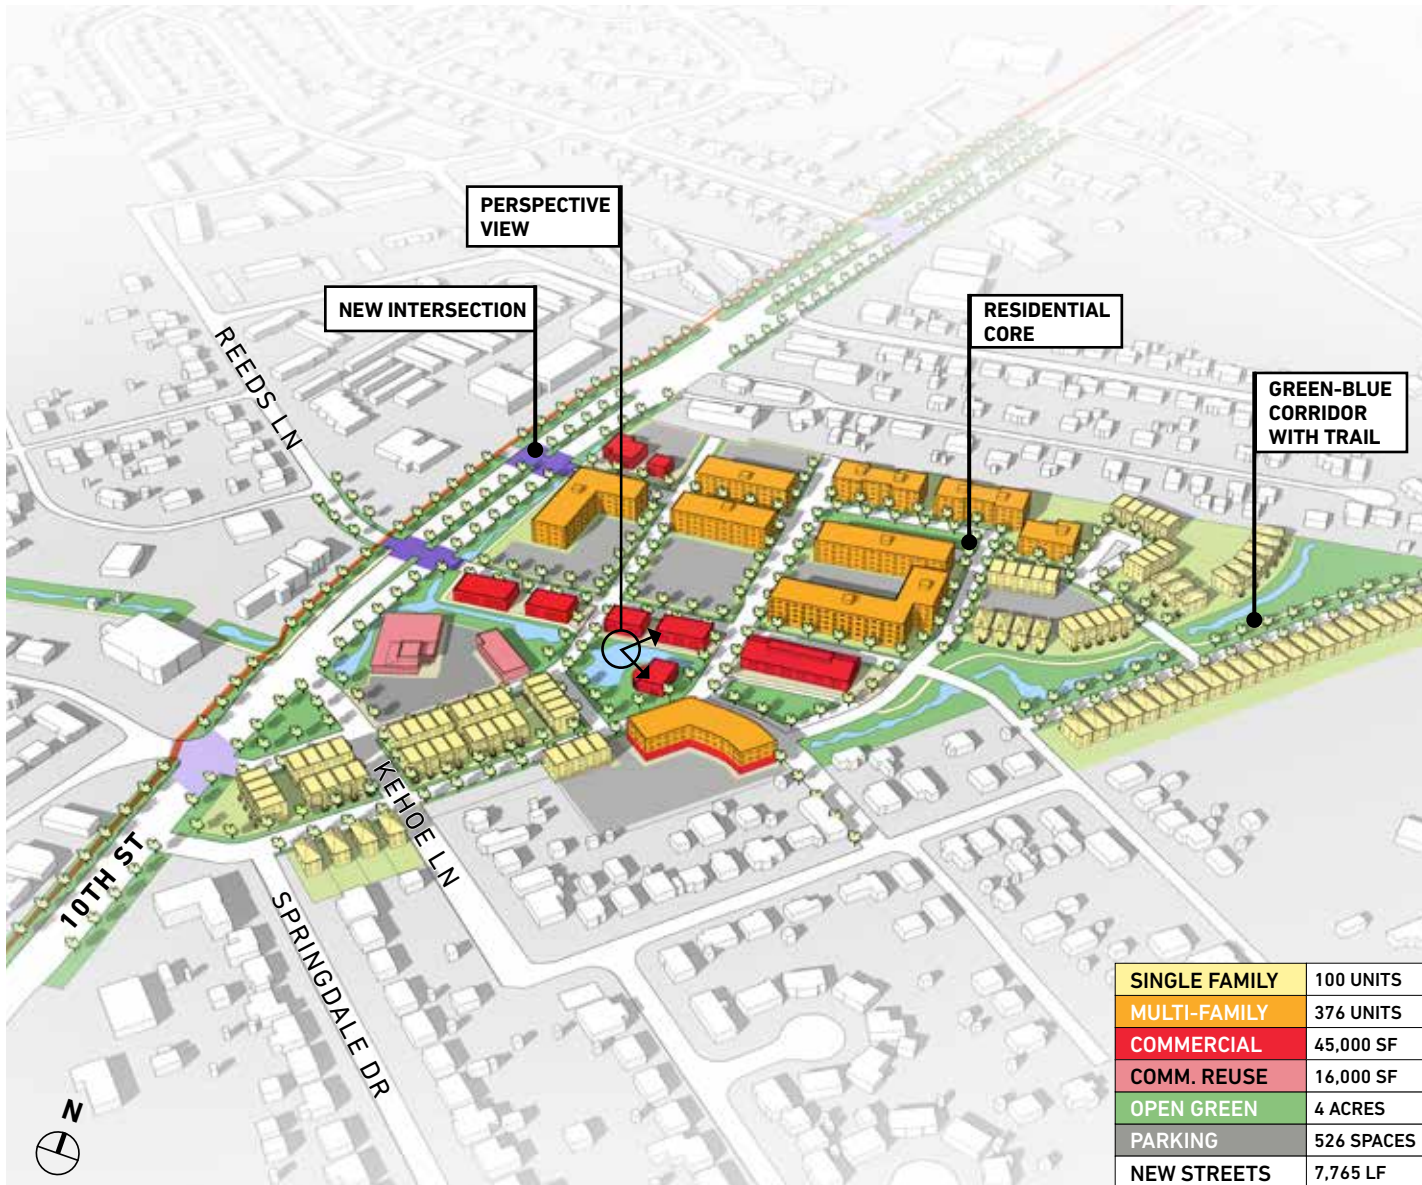 PERSPECTIVE
VIEW
NEW INTERSECTION
RESIDENTIAL
CORE
GREEN-BLUE
CORRIDOR
WITH TRAIL
REEDS LN
KEHOE LN
10TH ST
SPRINGDALE DR
N
SINGLE FAMILY 100 UNITS
MULTI-FAMILY 376 UNITS
COMMERCIAL 45,000 SF
COMM. REUSE 16,000 SF
OPEN GREEN 4 ACRES
PARKING 526 SPACES
NEW STREETS 7,765 LF